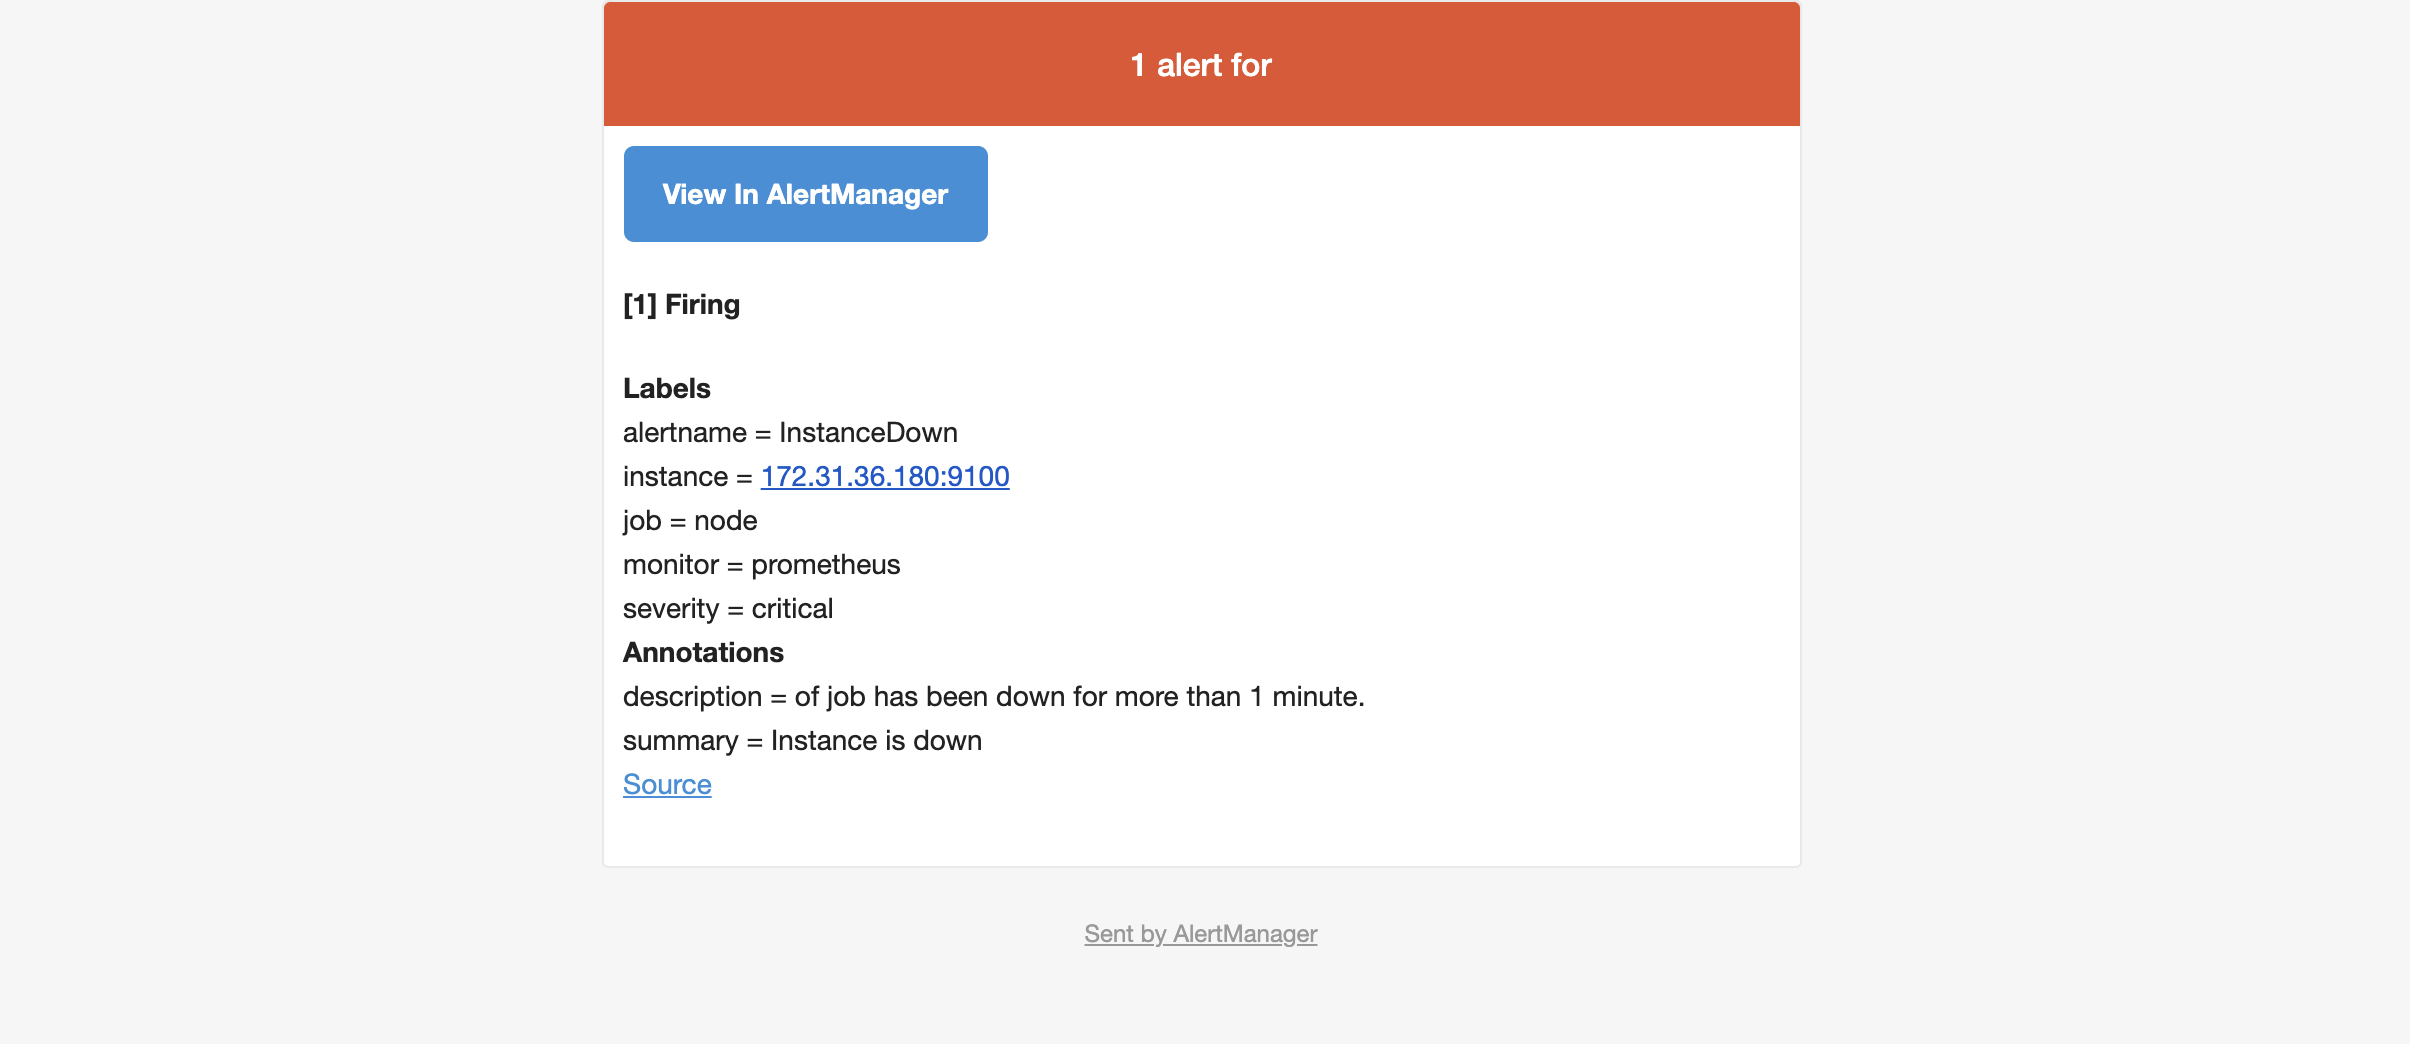 1 alert for
View In AlertManager
[1] Firing
Labels
alertname = InstanceDown
instance = 172.31.36.180:9100
job = node
monitor = prometheus
severity = critical
Annotations
description = of job has been down for more than 1 minute.
summary = Instance is down
Source
Sent by AlertManager